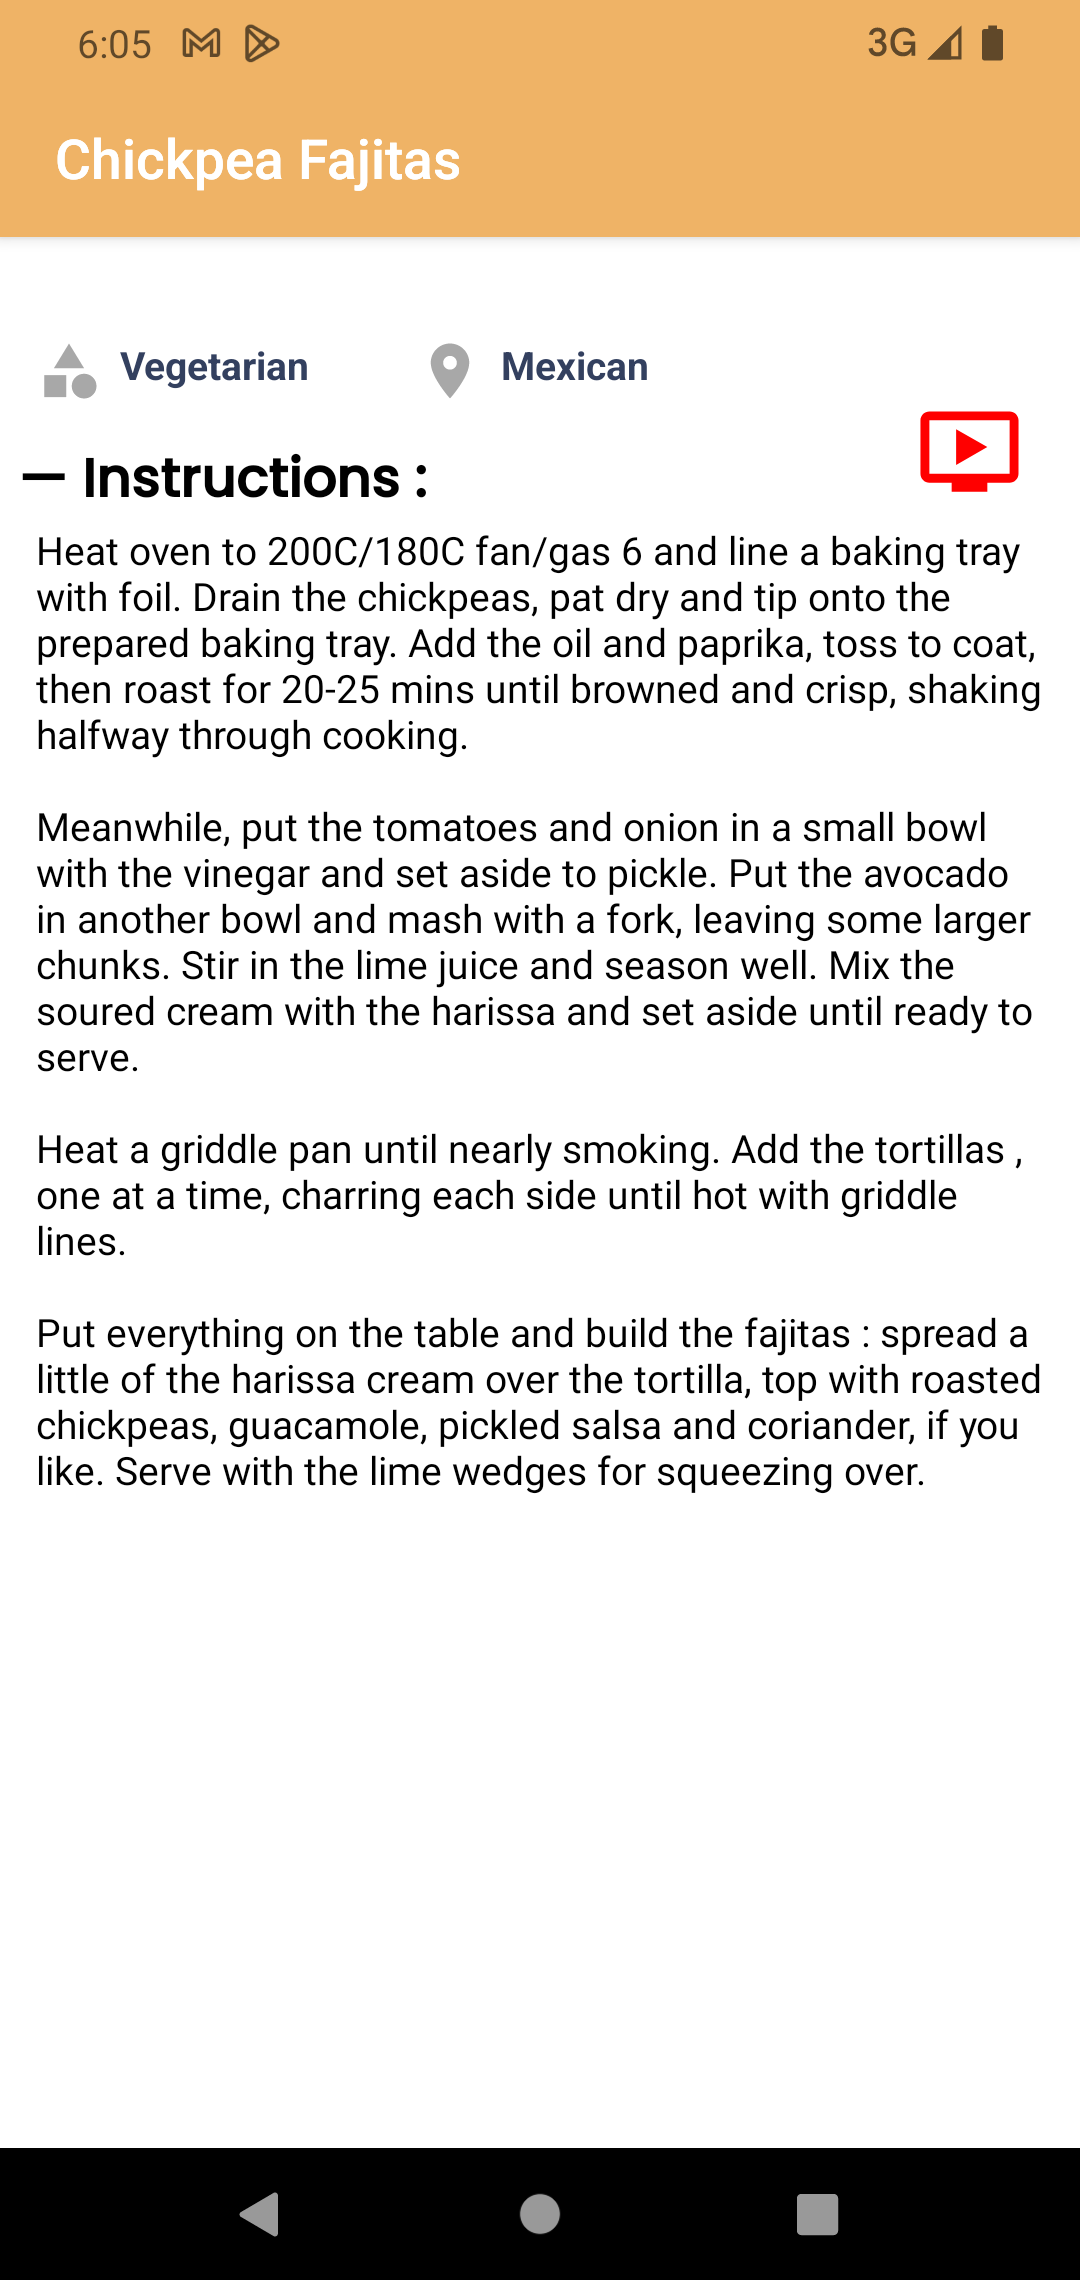 6:05 3G
Chickpea Fajitas
Vegetarian Mexican
— Instructions :
Heat oven to 200C/180C fan/gas 6 and line a baking tray
with foil. Drain the chickpeas, pat dry and tip onto the
prepared baking tray. Add the oil and paprika, toss to coat,
then roast for 20-25 mins until browned and crisp, shaking
halfway through cooking.
Meanwhile, put the tomatoes and onion in a small bowl
with the vinegar and set aside to pickle. Put the avocado
in another bowl and mash with a fork, leaving some larger
chunks. Stir in the lime juice and season well. Mix the
soured cream with the harissa and set aside until ready to
serve.
Heat a griddle pan until nearly smoking. Add the tortillas ,
one at a time, charring each side until hot with griddle
lines.
Put everything on the table and build the fajitas : spread a
little of the harissa cream over the tortilla, top with roasted
chickpeas, guacamole, pickled salsa and coriander, if you
like. Serve with the lime wedges for squeezing over.